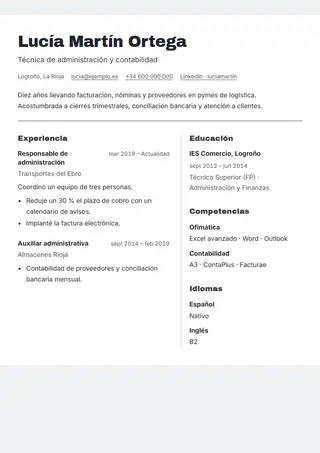 Lucía Martín Ortega
Técnica de administración y contabilidad
Logroño, La Rioja lucia@ejemplo.es +34 600 000 000 LinkedIn · luciamartin
Diez años llevando facturación, nóminas y proveedores en pymes de logística.
Acostumbrada a cierres trimestrales, conciliación bancaria y atención a clientes.
Experiencia
Responsable de administración mar 2019 – Actualidad
Transportes del Ebro
Coordino un equipo de tres personas.
• Reduje un 30 % el plazo de cobro con un
calendario de avisos.
• Implanté la factura electrónica.
Auxiliar administrativa sept 2014 – feb 2019
Almacenes Rioja
• Contabilidad de proveedores y conciliación
bancaria mensual.
Educación
IES Comercio, Logroño
sept 2012 – jun 2014
Técnico Superior (FP) ·
Administración y Finanzas
Competencias
Ofimática
Excel avanzado · Word · Outlook
Contabilidad
A3 · ContaPlus · Facturae
Idiomas
Español
Nativo
Inglés
B2